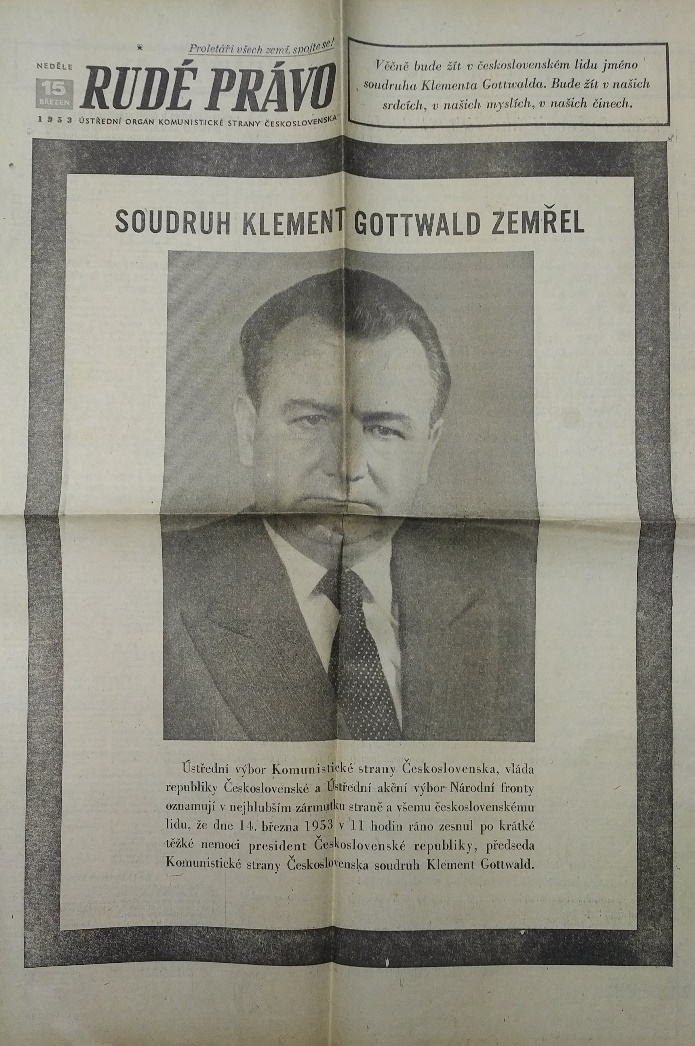 Proletáři všech zemí, spojte se!
NEDĚLE
15
BŘEZEN
1953
RUDÉ PRÁVO
ÚSTŘEDNÍ ORGAN KOMUNISTICKÉ STRANY ČESKOSLOVENSKA
Věčně bude žít v československém lidu jméno
soudruha Klementa Gottwalda. Bude žít v našich
srdcích, v našich myslích, v našich činech.
SOUDRUH KLEMENT GOTTWALD ZEMŘEL
Ústřední výbor Komunistické strany Československa, vláda
republiky Československé a Ústřední akční výbor Národní fronty
oznamují v nejhlubším zármutku straně a všemu československému
lidu, že dne 14. března 1953 v 11 hodin ráno zesnul po krátké
těžké nemoci president Československé republiky, předseda
Komunistické strany Československa soudruh Klement Gottwald.